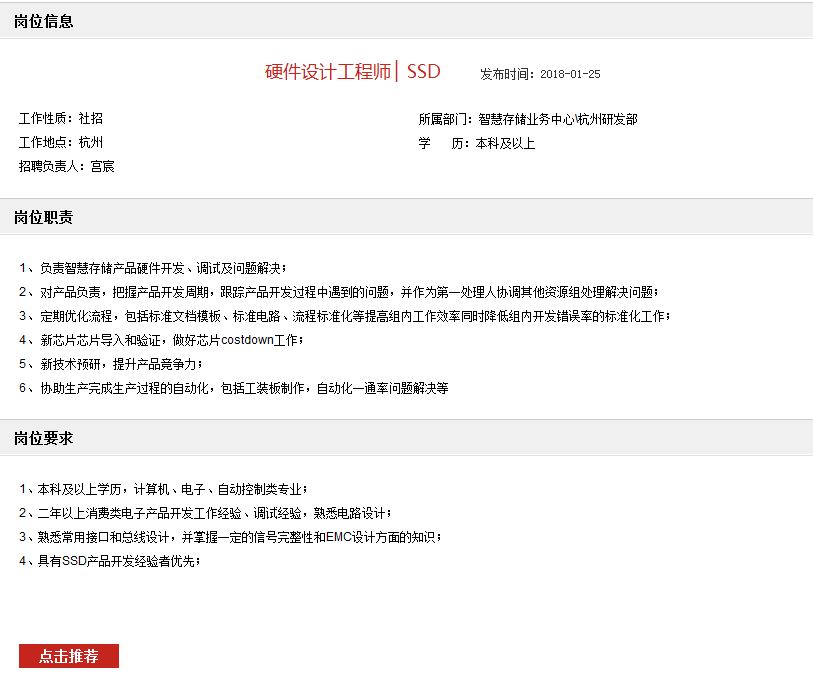 岗位信息
硬件设计工程师| SSD 发布时间：2018-01-25
工作性质：社招 所属部门：智慧存储业务中心\杭州研发部
工作地点：杭州 学 历：本科及以上
招聘负责人：宫宸
岗位职责
1、负责智慧存储产品硬件开发、调试及问题解决；
2、对产品负责，把握产品开发周期，跟踪产品开发过程中遇到的问题，并作为第一处理人协调其他资源组处理解决问题；
3、定期优化流程，包括标准文档模板、标准电路、流程标准化等提高组内工作效率同时降低组内开发错误率的标准化工作；
4、新芯片芯片导入和验证，做好芯片costdown工作；
5、新技术预研，提升产品竞争力；
6、协助生产完成生产过程的自动化，包括工装板制作，自动化一通率问题解决等
岗位要求
1、本科及以上学历，计算机、电子、自动控制类专业；
2、二年以上消费类电子产品开发工作经验、调试经验，熟悉电路设计；
3、熟悉常用接口和总线设计，并掌握一定的信号完整性和EMC设计方面的知识；
4、具有SSD产品开发经验者优先；
点击推荐